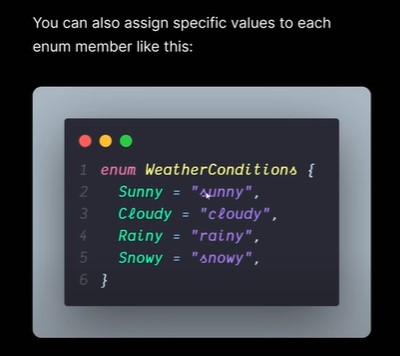 You can also assign specific values to each
enum member like this:
1 enum WeatherConditions {
2 Sunny = "sunny",
3 Cloudy = "cloudy",
4 Rainy = "rainy",
5 Snowy = "snowy",
6 }